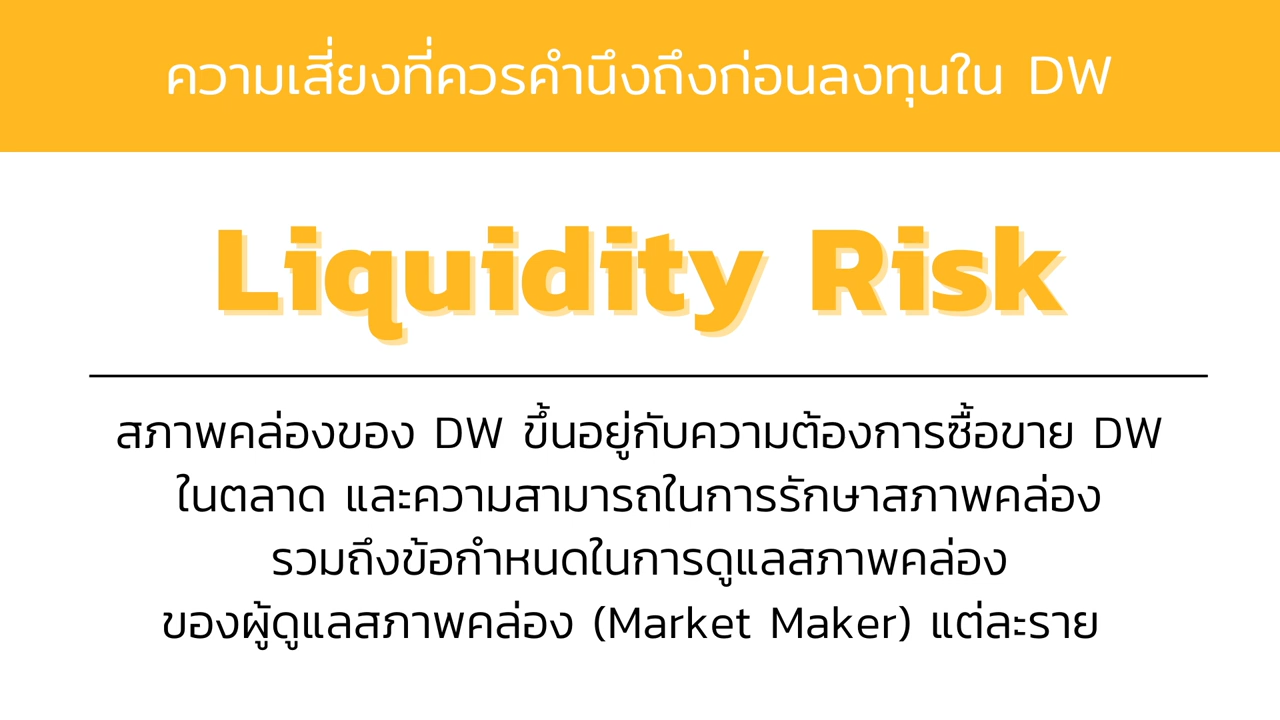 ความเสี่ยงที่ควรคำนึงถึงก่อนลงทุนใน DW
Liquidity Risk
สภาพคล่องของ DW ขึ้นอยู่กับความต้องการซื้อขาย DW
ในตลาด และความสามารถในการรักษาสภาพคล่อง
รวมถึงข้อกำหนดในการดูแลสภาพคล่อง
ของผู้ดูแลสภาพคล่อง (Market Maker) แต่ละราย